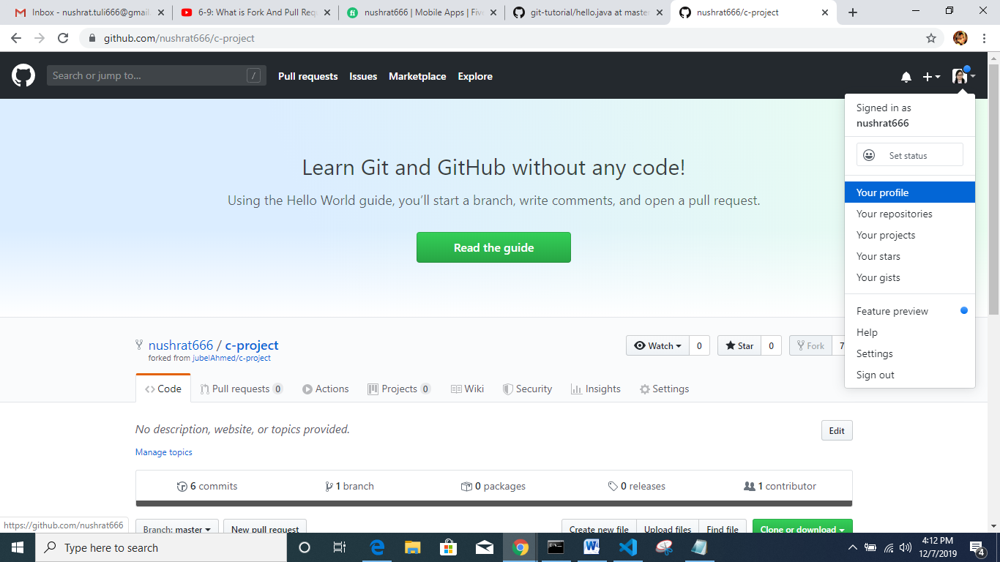 Inbox - nushrat.tuli666@gmail.
6-9: What is Fork And Pull Req
nushrat666 | Mobile Apps | Five
git-tutorial/hello.java at master
nushrat666/c-project
github.com/nushrat666/c-project
Search or jump to...
/
Pull requests
Issues
Marketplace
Explore
Signed in as
nushrat666
Set status
Your profile
Your repositories
Your projects
Your stars
Your gists
Feature preview
Help
Settings
Sign out
Learn Git and GitHub without any code!
Using the Hello World guide, you’ll start a branch, write comments, and open a pull request.
Read the guide
nushrat666 / c-project
forked from jubelAhmed/c-project
Watch 0
Star 0
Fork 7
Code
Pull requests 0
Actions
Projects 0
Wiki
Security
Insights
Settings
No description, website, or topics provided.
Edit
Manage topics
6 commits
1 branch
0 packages
0 releases
1 contributor
https://github.com/nushrat666
Branch: master
New pull request
Create new file
Upload files
Find file
Clone or download
Type here to search
4:12 PM
12/7/2019
4